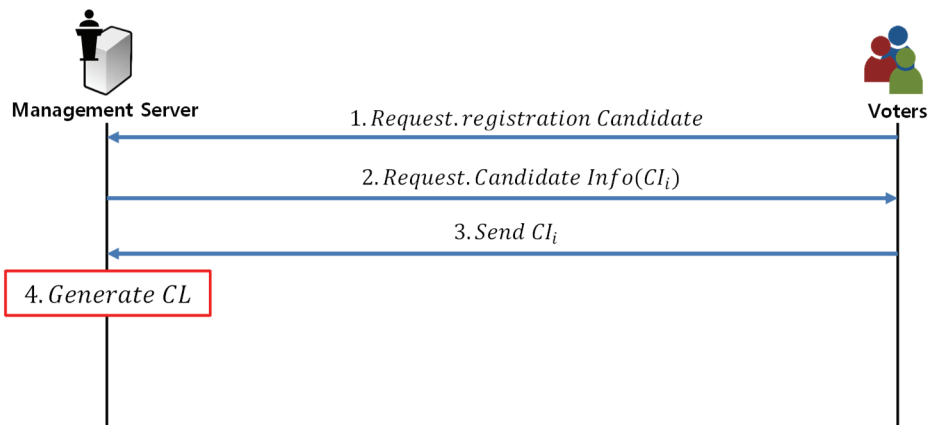 Management Server
Voters
1. Request. registration Candidate
2. Request. Candidate Info(CIᵢ)
3. Send CIᵢ
4. Generate CL